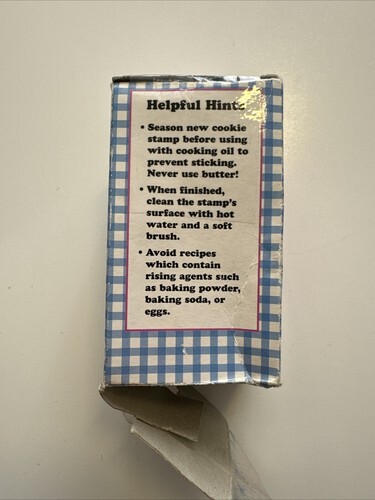 Helpful Hints
• Season new cookie
stamp before using
with cooking oil to
prevent sticking.
Never use butter!
• When finished,
clean the stamp's
surface with hot
water and a soft
brush.
• Avoid recipes
which contain
rising agents such
as baking powder,
baking soda, or
eggs.